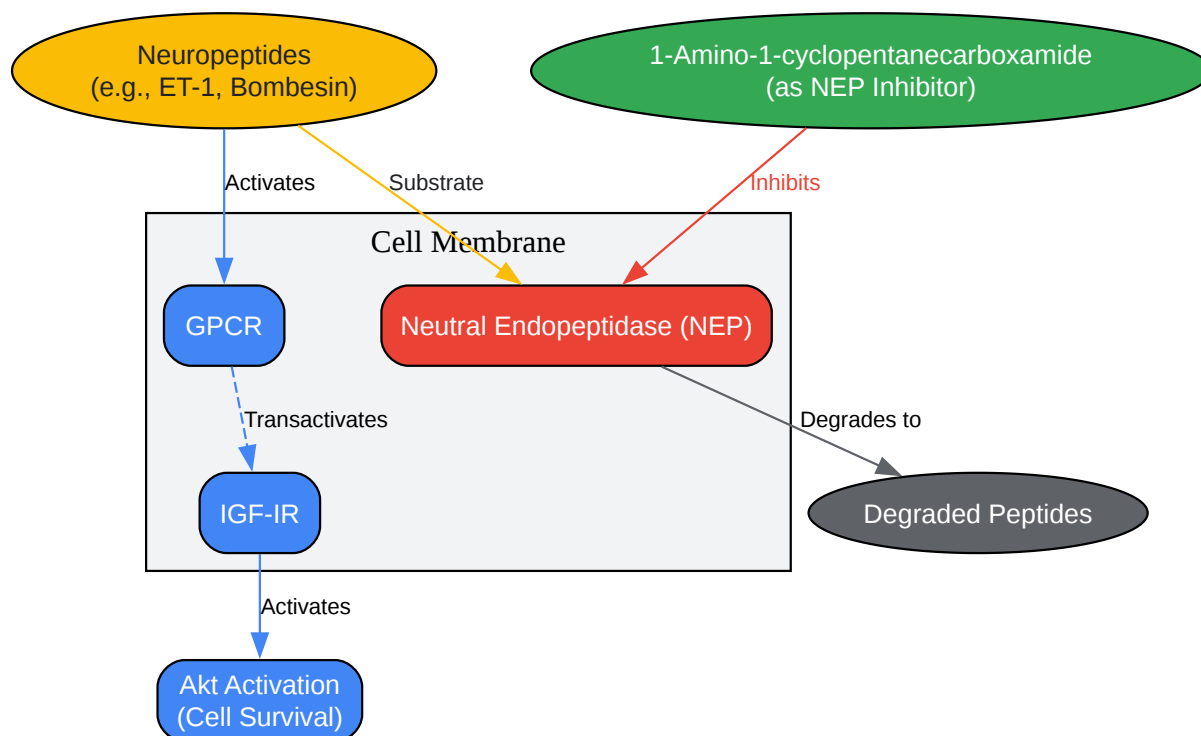 Neuropeptides
(e.g., ET-1, Bombesin)
1-Amino-1-cyclopentanecarboxamide
(as NEP Inhibitor)
Activates
Substrate
Inhibits
Cell Membrane
GPCR
Neutral Endopeptidase (NEP)
Transactivates
Degrades to
IGF-IR
Degraded Peptides
Activates
Akt Activation
(Cell Survival)